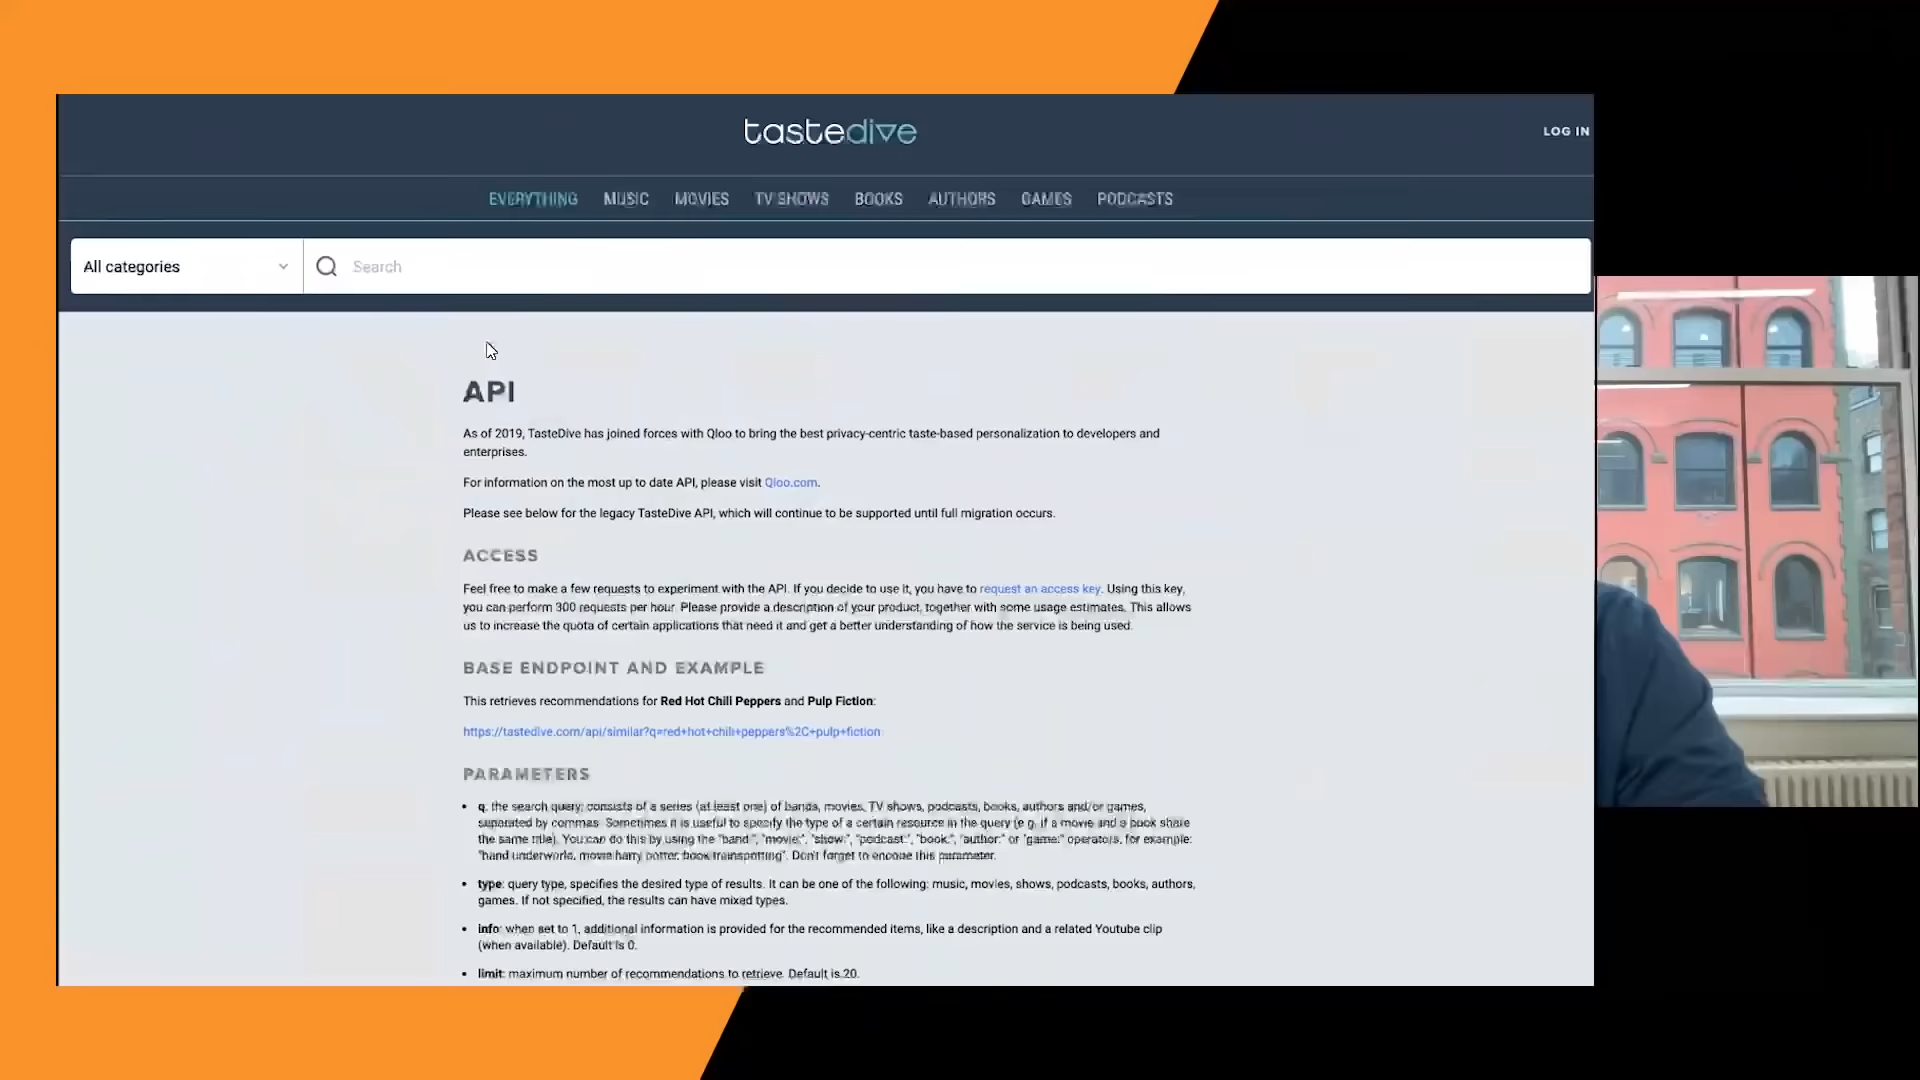 tastedive
LOG IN
EVERYTHING MUSIC MOVIES TV SHOWS BOOKS AUTHORS GAMES PODCASTS
All categories
Search
API
As of 2019, TasteDive has joined forces with Qloo to bring the best privacy-centric taste-based personalization to developers and
enterprises.
For information on the most up to date API, please visit Qloo.com.
Please see below for the legacy TasteDive API, which will continue to be supported until full migration occurs.
ACCESS
Feel free to make a few requests to experiment with the API. If you decide to use it, you have to request an access key. Using this key,
you can perform 300 requests per hour. Please provide a description of your product, together with some usage estimates. This allows
us to increase the quota of certain applications that need it and get a better understanding of how the service is being used.
BASE ENDPOINT AND EXAMPLE
This retrieves recommendations for Red Hot Chili Peppers and Pulp Fiction:
https://tastedive.com/api/similar?q=red+hot+chili+peppers%2C+pulp+fiction
PARAMETERS
• q: the search query; consists of a series (at least one) of bands, movies, TV shows, podcasts, books, authors and/or games,
separated by commas. Sometimes it is useful to specify the type of a certain resource in the query (e.g. if a movie and a book share
the same title). You can do this by using the "band:", "movie:", "show:", "podcast:", "book:", "author:" or "game:" operators, for example:
"band:underworld, movie:harry potter, book:trainspotting". Don't forget to encode this parameter.
• type: query type, specifies the desired type of results. It can be one of the following: music, movies, shows, podcasts, books, authors,
games. If not specified, the results can have mixed types.
• info: when set to 1, additional information is provided for the recommended items, like a description and a related Youtube clip
(when available). Default is 0.
• limit: maximum number of recommendations to retrieve. Default is 20.